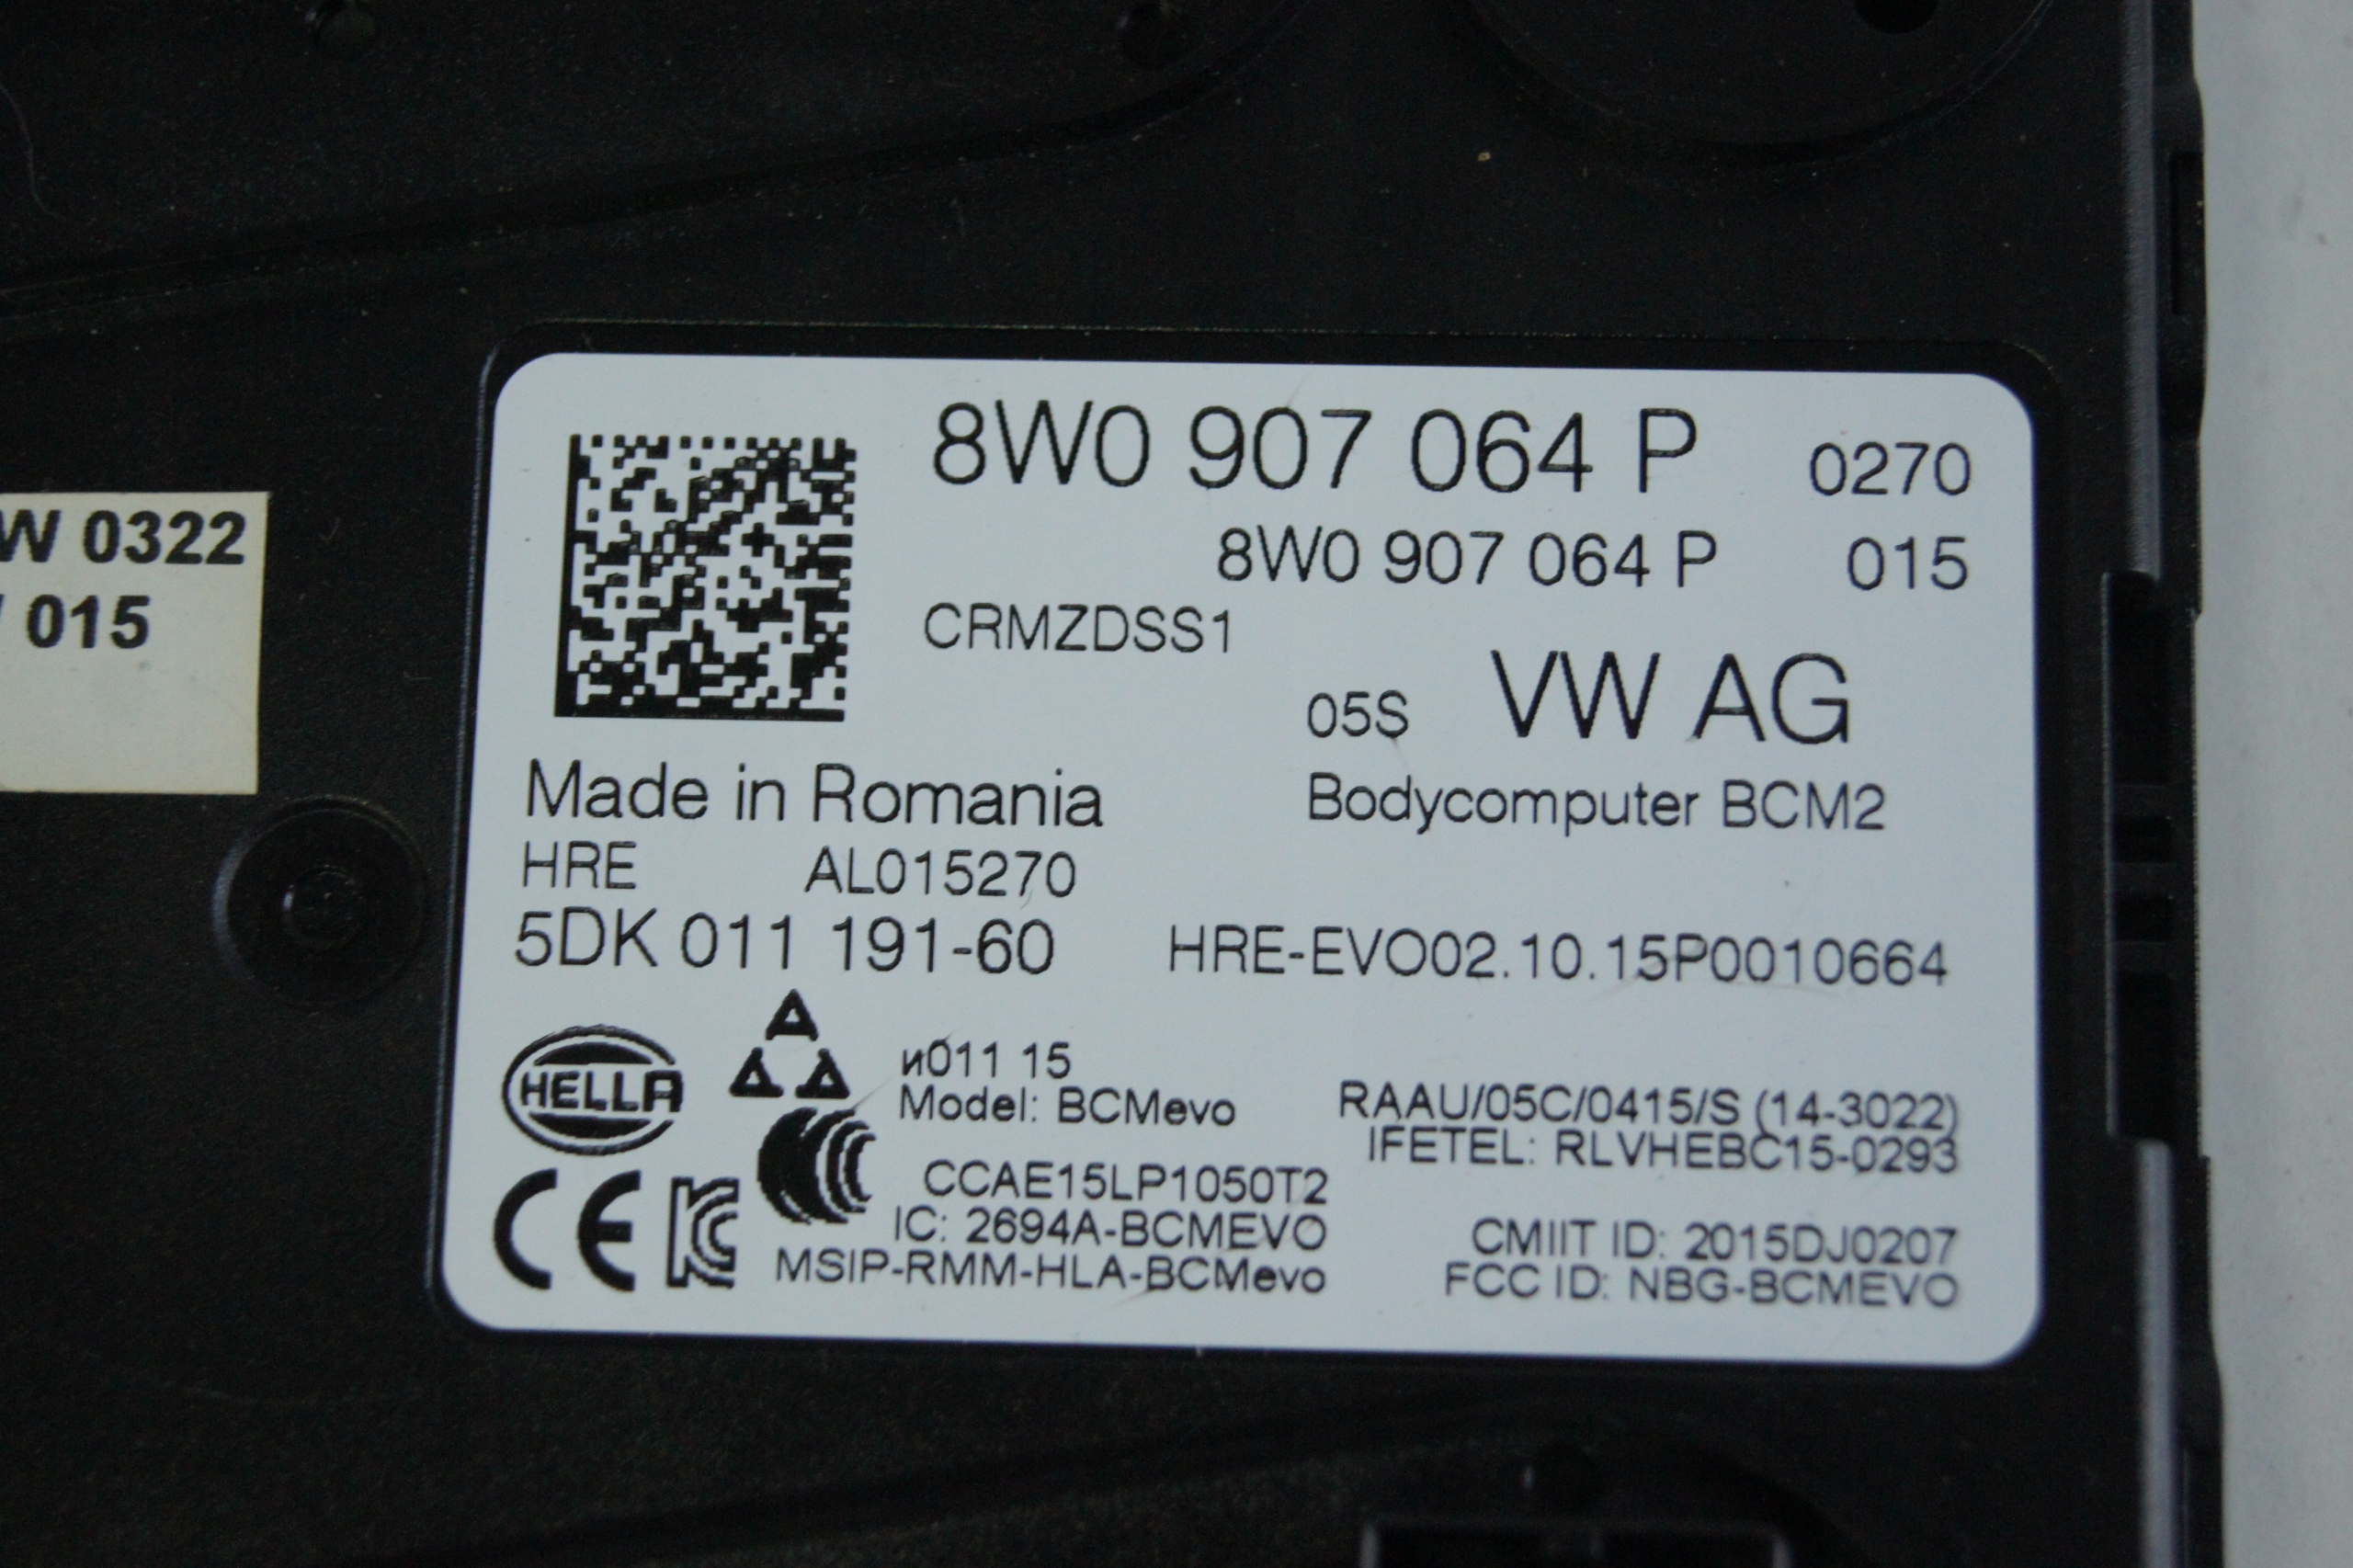 W 0322
015
8W0 907 064 P 0270
8W0 907 064 P 015
CRMZDSS1
05S VW AG
Made in Romania
Bodycomputer BCM2
HRE AL015270
5DK 011 191-60 HRE-EVO02.10.15P0010664
HELLA
и011 15
Model: BCMevo
RAAU/05C/0415/S (14-3022)
IFETEL: RLVHEBC15-0293
CCAE15LP1050T2
IC: 2694A-BCMEVO
MSIP-RMM-HLA-BCMevo
CMIIT ID: 2015DJ0207
FCC ID: NBG-BCMEVO
CE